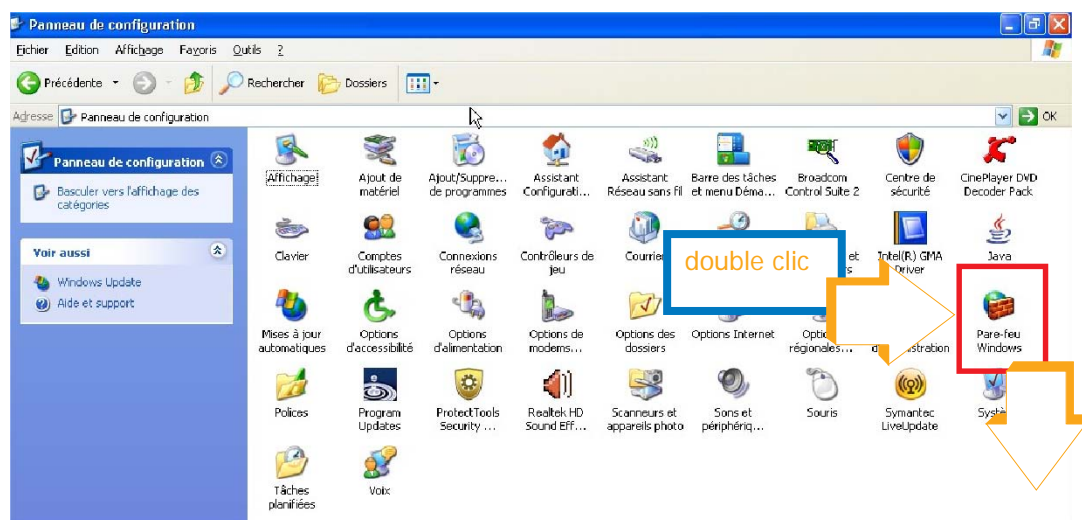 Panneau de configuration
Fichier Edition Affichage Favoris Outils ?
Précédente Rechercher Dossiers
Adresse Panneau de configuration OK
Panneau de configuration
Basculer vers l'affichage des
catégories
Voir aussi
Windows Update
Aide et support
Affichage
Ajout de
matériel
Ajout/Suppre...
de programmes
Assistant
Configurati...
Assistant
Réseau sans fil
Barre des tâches
et menu Déma...
Broadcom
Control Suite 2
Centre de
sécurité
CinePlayer DVD
Decoder Pack
Clavier
Comptes
d'utilisateurs
Connexions
réseau
Contrôleurs de
jeu
Courrier
double clic
et
Intel(R) GMA
Driver
Java
Mises à jour
automatiques
Options
d'accessibilité
Options
d'alimentation
Options de
modems...
Options des
dossiers
Options Internet
régionales...
Pare-feu
Windows
Polices
Program
Updates
ProtectTools
Security ...
Realtek HD
Sound Eff...
Scanneurs et
appareils photo
Sons et
périphériq...
Souris
Symantec
LiveUpdate
Tâches
planifiées
Voix